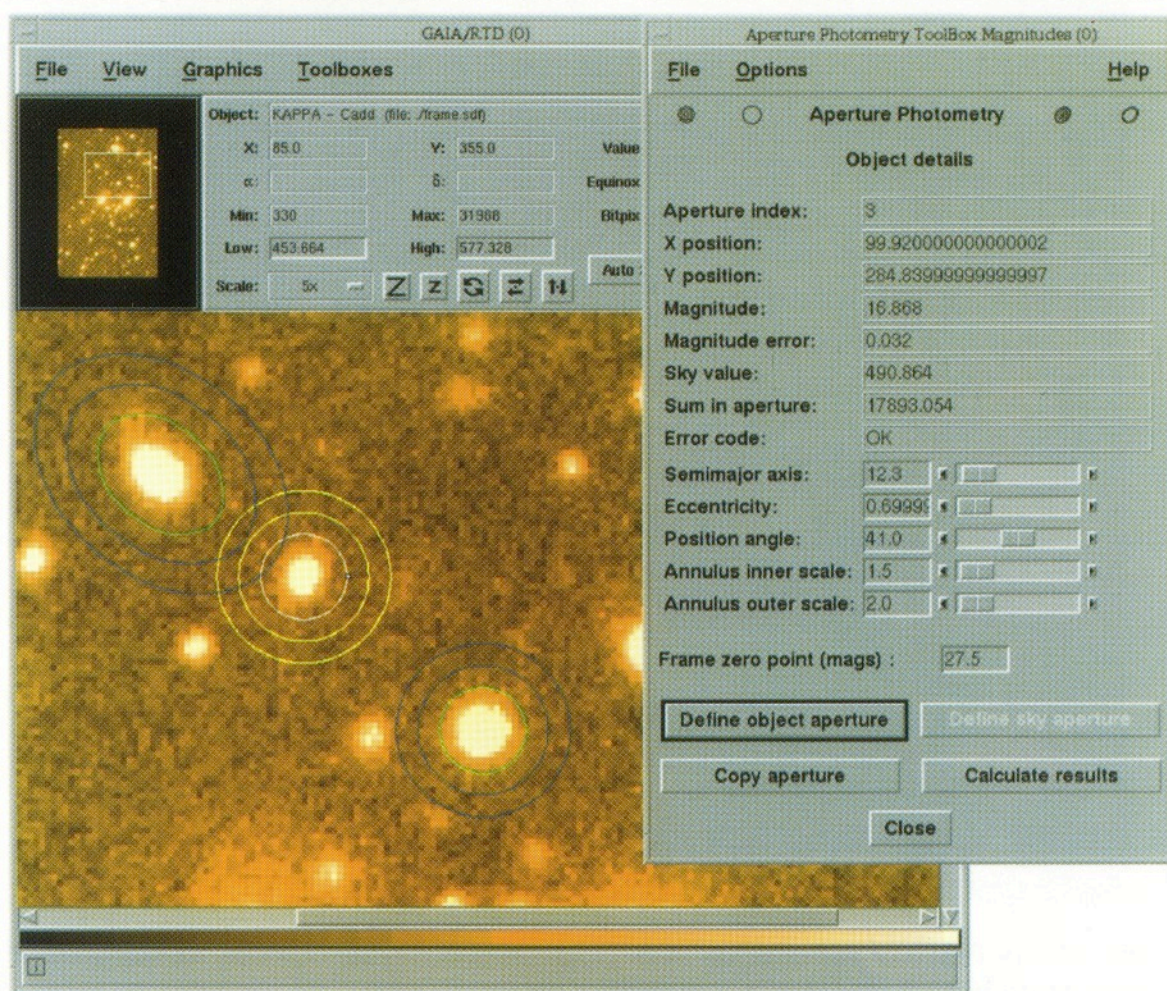 GAIA/RTD (0)
File View Graphics Toolboxes
Object: KAPPA - Cadd (file: ./frame.sdf)
X: 85.0 Y: 355.0 Value
α: δ: Equinox
Min: 330 Max: 31988 Bitpix
Low: 453.664 High: 577.328
Scale: 5x Z z Auto
Aperture Photometry ToolBox Magnitudes (0)
File Options Help
Aperture Photometry
Object details
Aperture index: 3
X position: 99.920000000000002
Y position: 284.83999999999997
Magnitude: 16.868
Magnitude error: 0.032
Sky value: 490.864
Sum in aperture: 17893.054
Error code: OK
Semimajor axis: 12.3
Eccentricity: 0.69999
Position angle: 41.0
Annulus inner scale: 1.5
Annulus outer scale: 2.0
Frame zero point (mags) : 27.5
Define object aperture Define sky aperture
Copy aperture Calculate results
Close